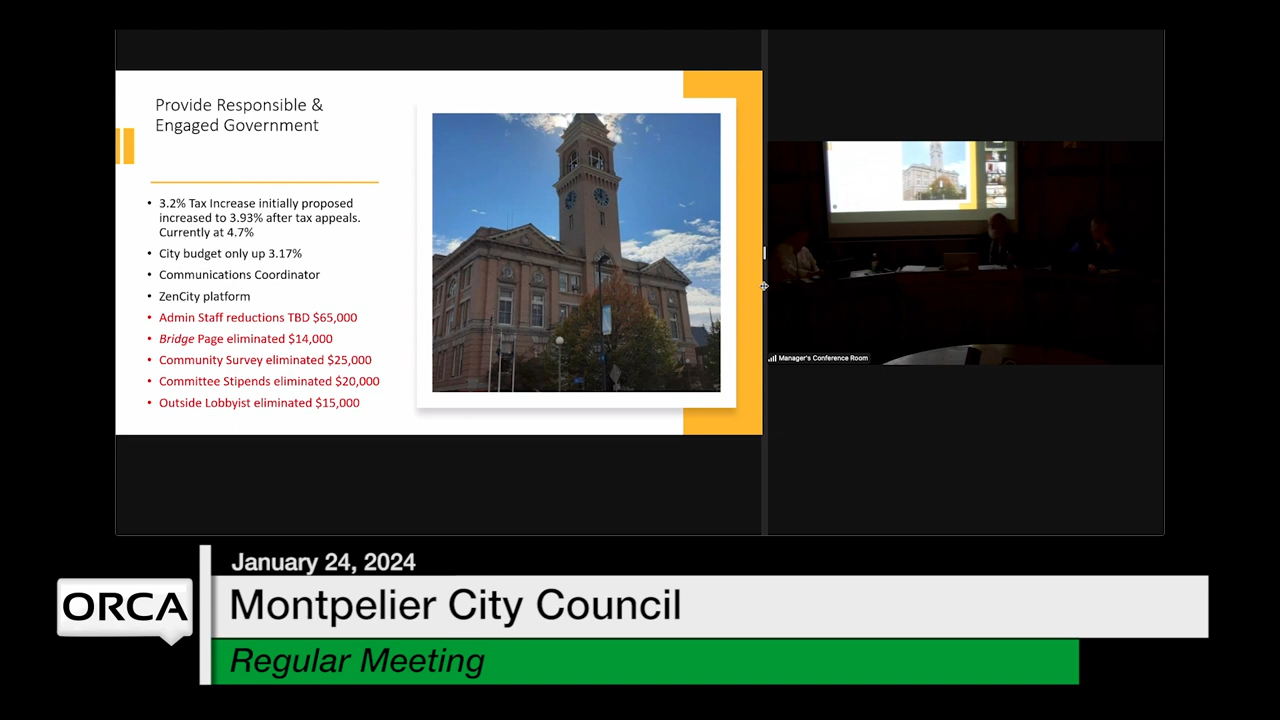 Provide Responsible &
Engaged Government
• 3.2% Tax Increase initially proposed
increased to 3.93% after tax appeals.
Currently at 4.7%
• City budget only up 3.17%
• Communications Coordinator
• ZenCity platform
• Admin Staff reductions TBD $65,000
• Bridge Page eliminated $14,000
• Community Survey eliminated $25,000
• Committee Stipends eliminated $20,000
• Outside Lobbyist eliminated $15,000
Manager's Conference Room
January 24, 2024
ORCA
Montpelier City Council
Regular Meeting